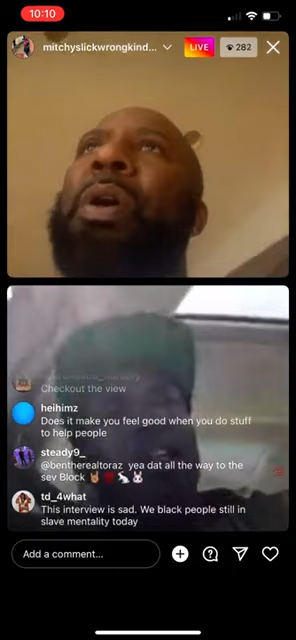 10:10
mitchyslickwrongkind...
LIVE
282
Checkout the view
heihimz
Does it make you feel good when you do stuff
to help people
steady9_
@bentherealtoraz yea dat all the way to the
sev Block
td_4what
This interview is sad. We black people still in
slave mentality today
Add a comment...